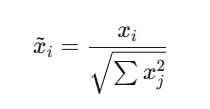 x̃ᵢ = xᵢ / √(∑ xⱼ²)